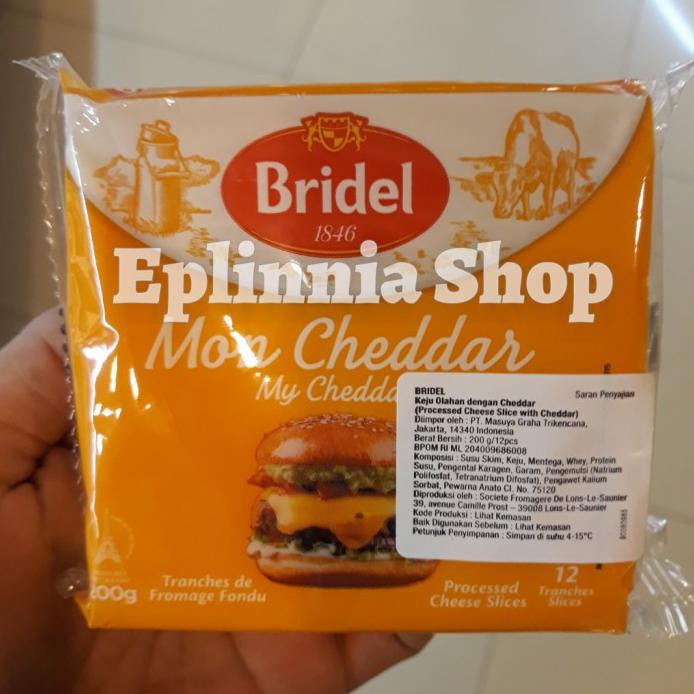 Bridel
1846
Eplinnia Shop
Mon Cheddar
My Chedda
BRIDEL
Saran Penyajian
Keju Olahan dengan Cheddar
(Processed Cheese Slice with Cheddar)
Diimpor oleh : PT. Masuya Graha Trikencana,
Jakarta, 14340 Indonesia
Berat Bersih : 200 g/12pcs
BPOM RI ML 204009686008
Komposisi : Susu Skim, Keju, Mentega, Whey, Protein
Susu, Pengental Karagen, Garam, Pengemulsi (Natrium
Polifosfat, Tetranatrium Difosfat), Pengawet Kalium
Sorbat, Pewarna Anato CI. No. 75120
Diproduksi oleh : Societe Fromagere De Lons-Le-Saunier
39, avenue Camille Prost – 39008 Lons-Le-Saunier
Kode Produksi : Lihat Kemasan
Baik Digunakan Sebelum : Lihat Kemasan
Petunjuk Penyimpanan : Simpan di suhu 4-15°C
200g
Tranches de
Fromage Fondu
Processed
Cheese Slices
12
Tranches
Slices